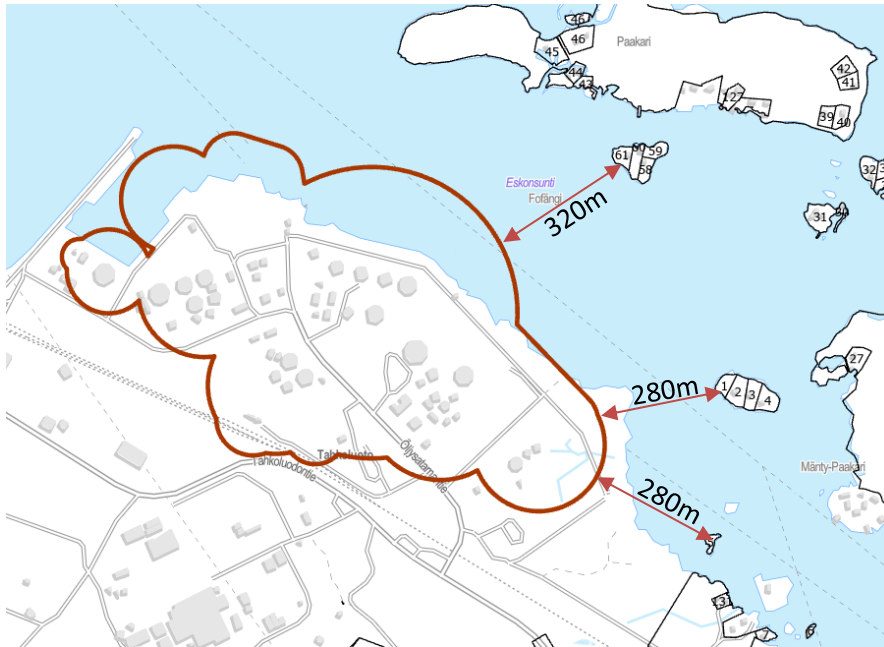 46
46
45
44
43
Paakari
42
41
127
39
40
61
60
59
58
Eskonsunti
Fofängi
320m
32
31
27
280m
1
2
3
4
Mänty-Paakari
Öljysatamantie
Tahkoluoto
Tahkoluodontie
280m
5
131
7